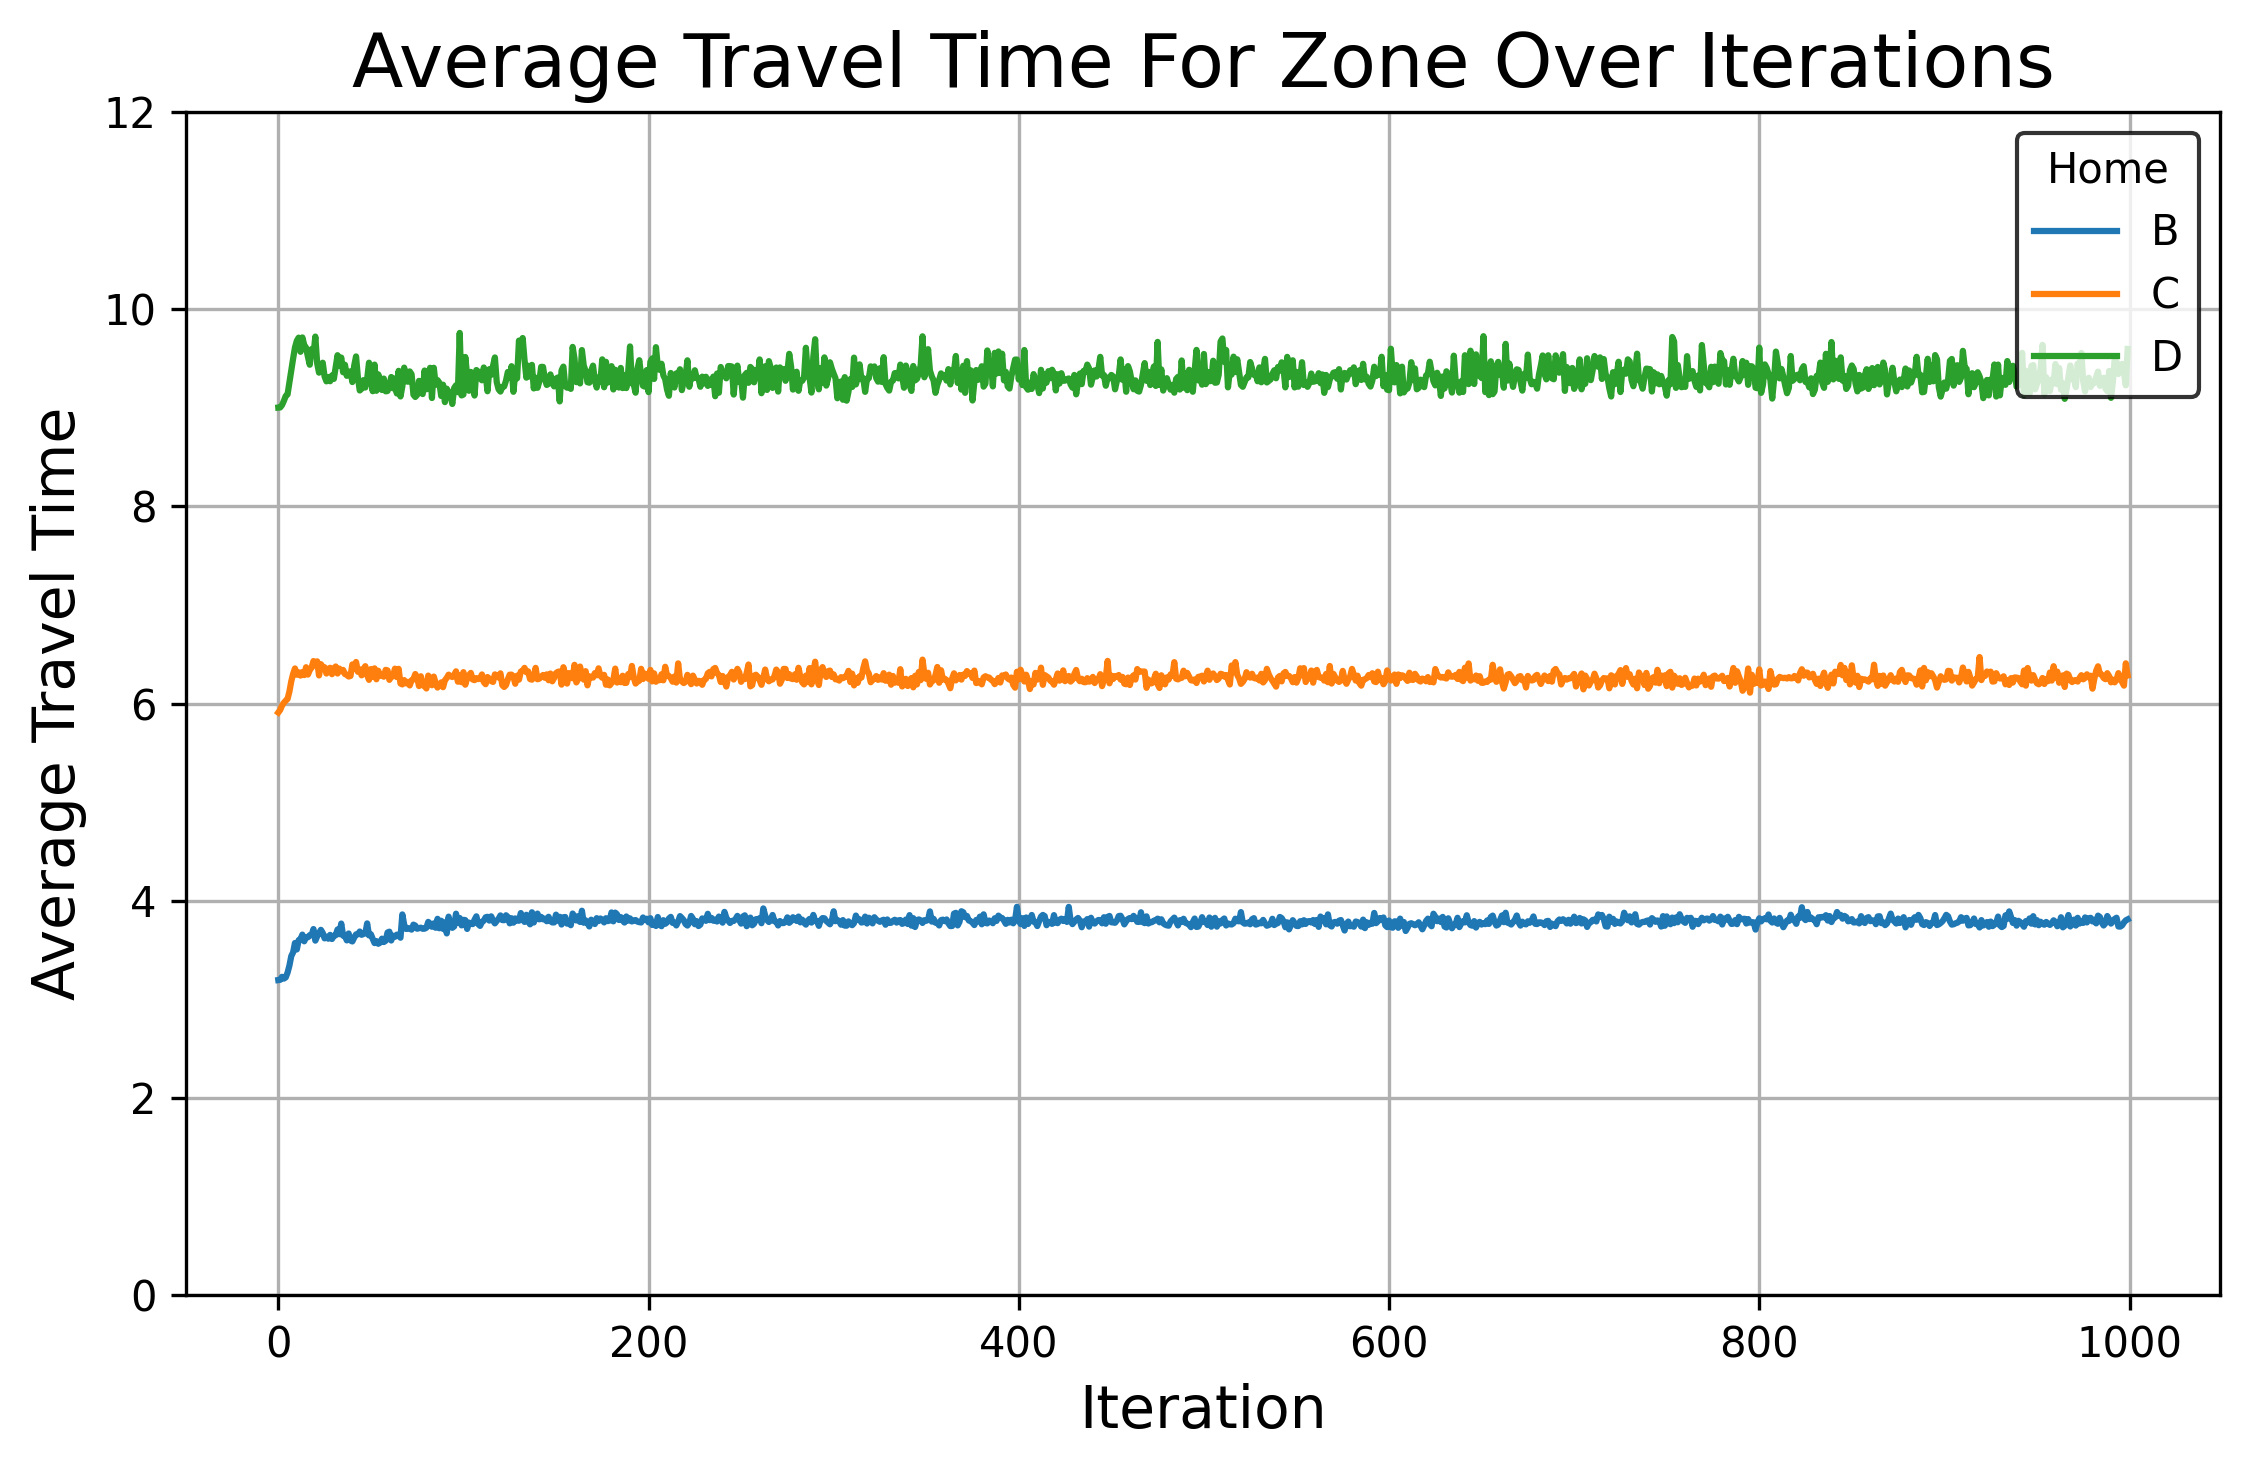 Average Travel Time For Zone Over Iterations
12
10
8
6
4
2
0
Average Travel Time
Home
B
C
D
0 200 400 600 800 1000
Iteration